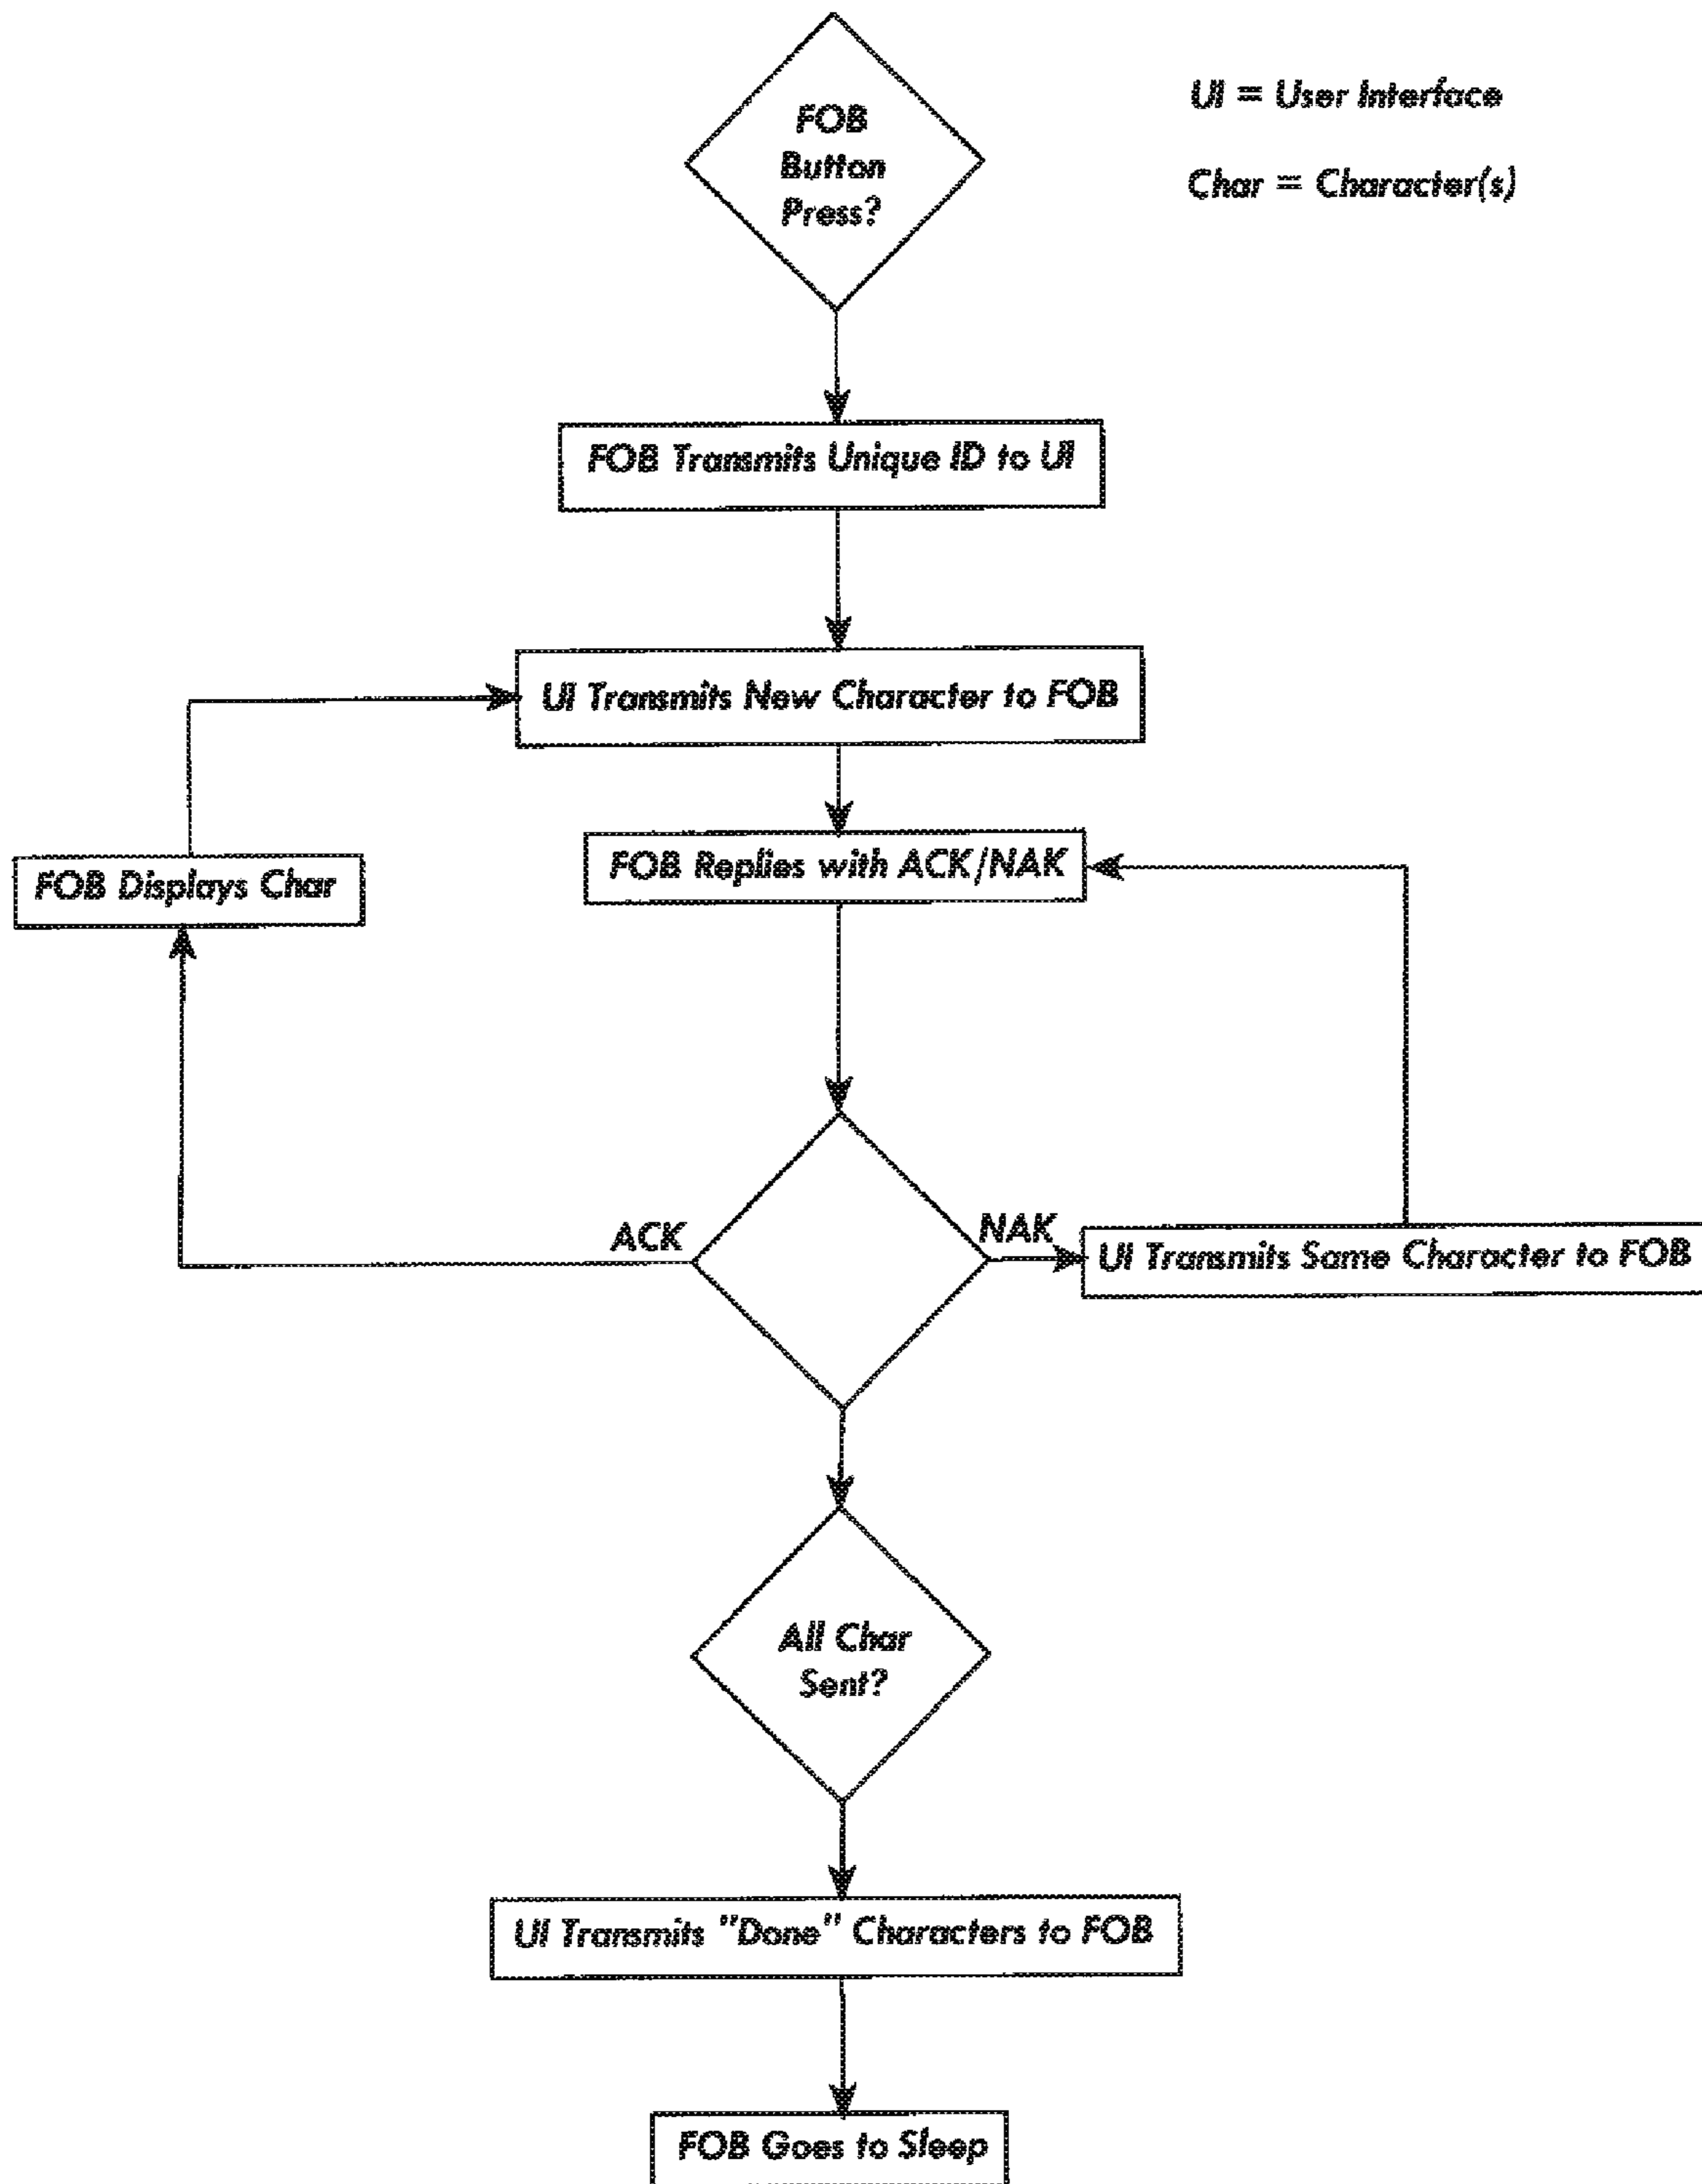 FOB
Button
Press?
UI = User Interface
Char = Character(s)
FOB Transmits Unique ID to UI
UI Transmits New Character to FOB
FOB Displays Char
FOB Replies with ACK/NAK
ACK
NAK
UI Transmits Same Character to FOB
All Char
Sent?
UI Transmits "Done" Characters to FOB
FOB Goes to Sleep